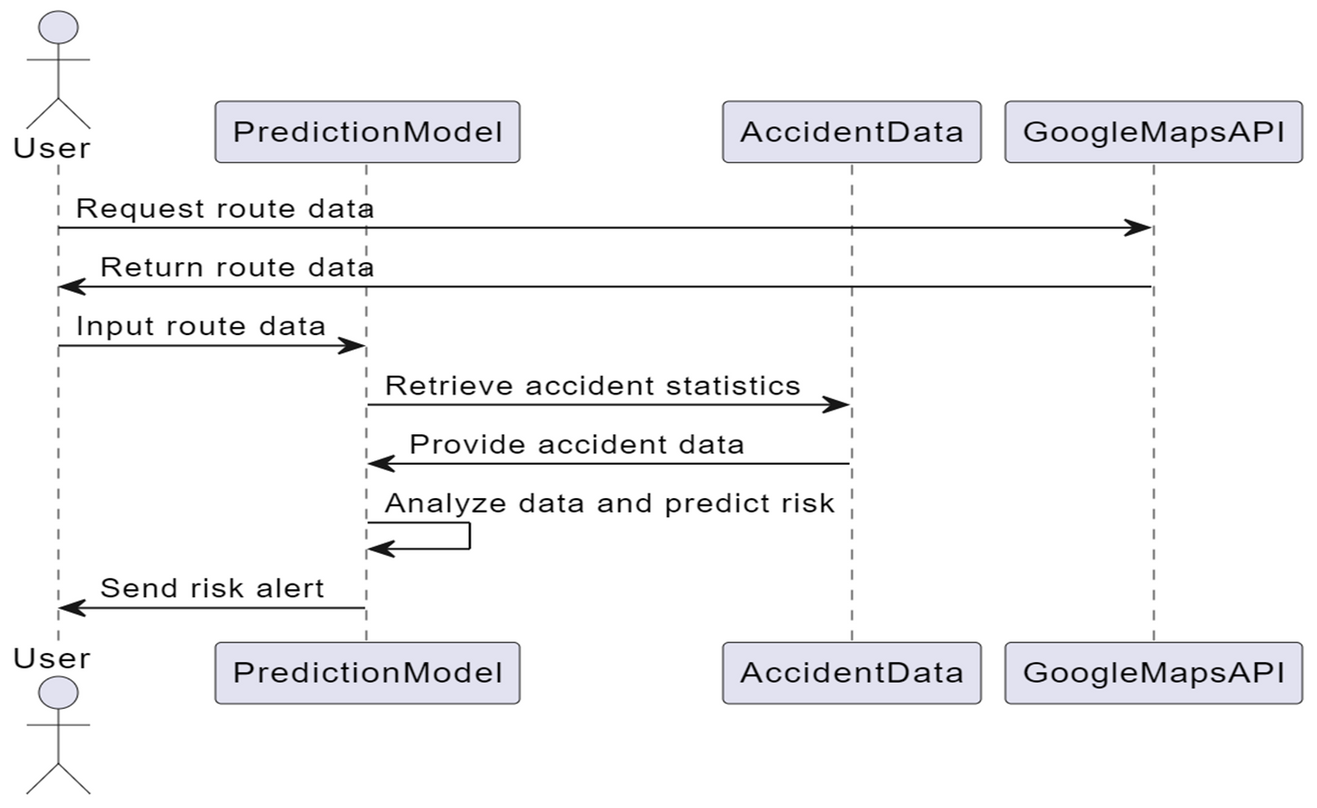 User
PredictionModel
AccidentData
GoogleMapsAPI
Request route data
Return route data
Input route data
Retrieve accident statistics
Provide accident data
Analyze data and predict risk
Send risk alert
User
PredictionModel
AccidentData
GoogleMapsAPI